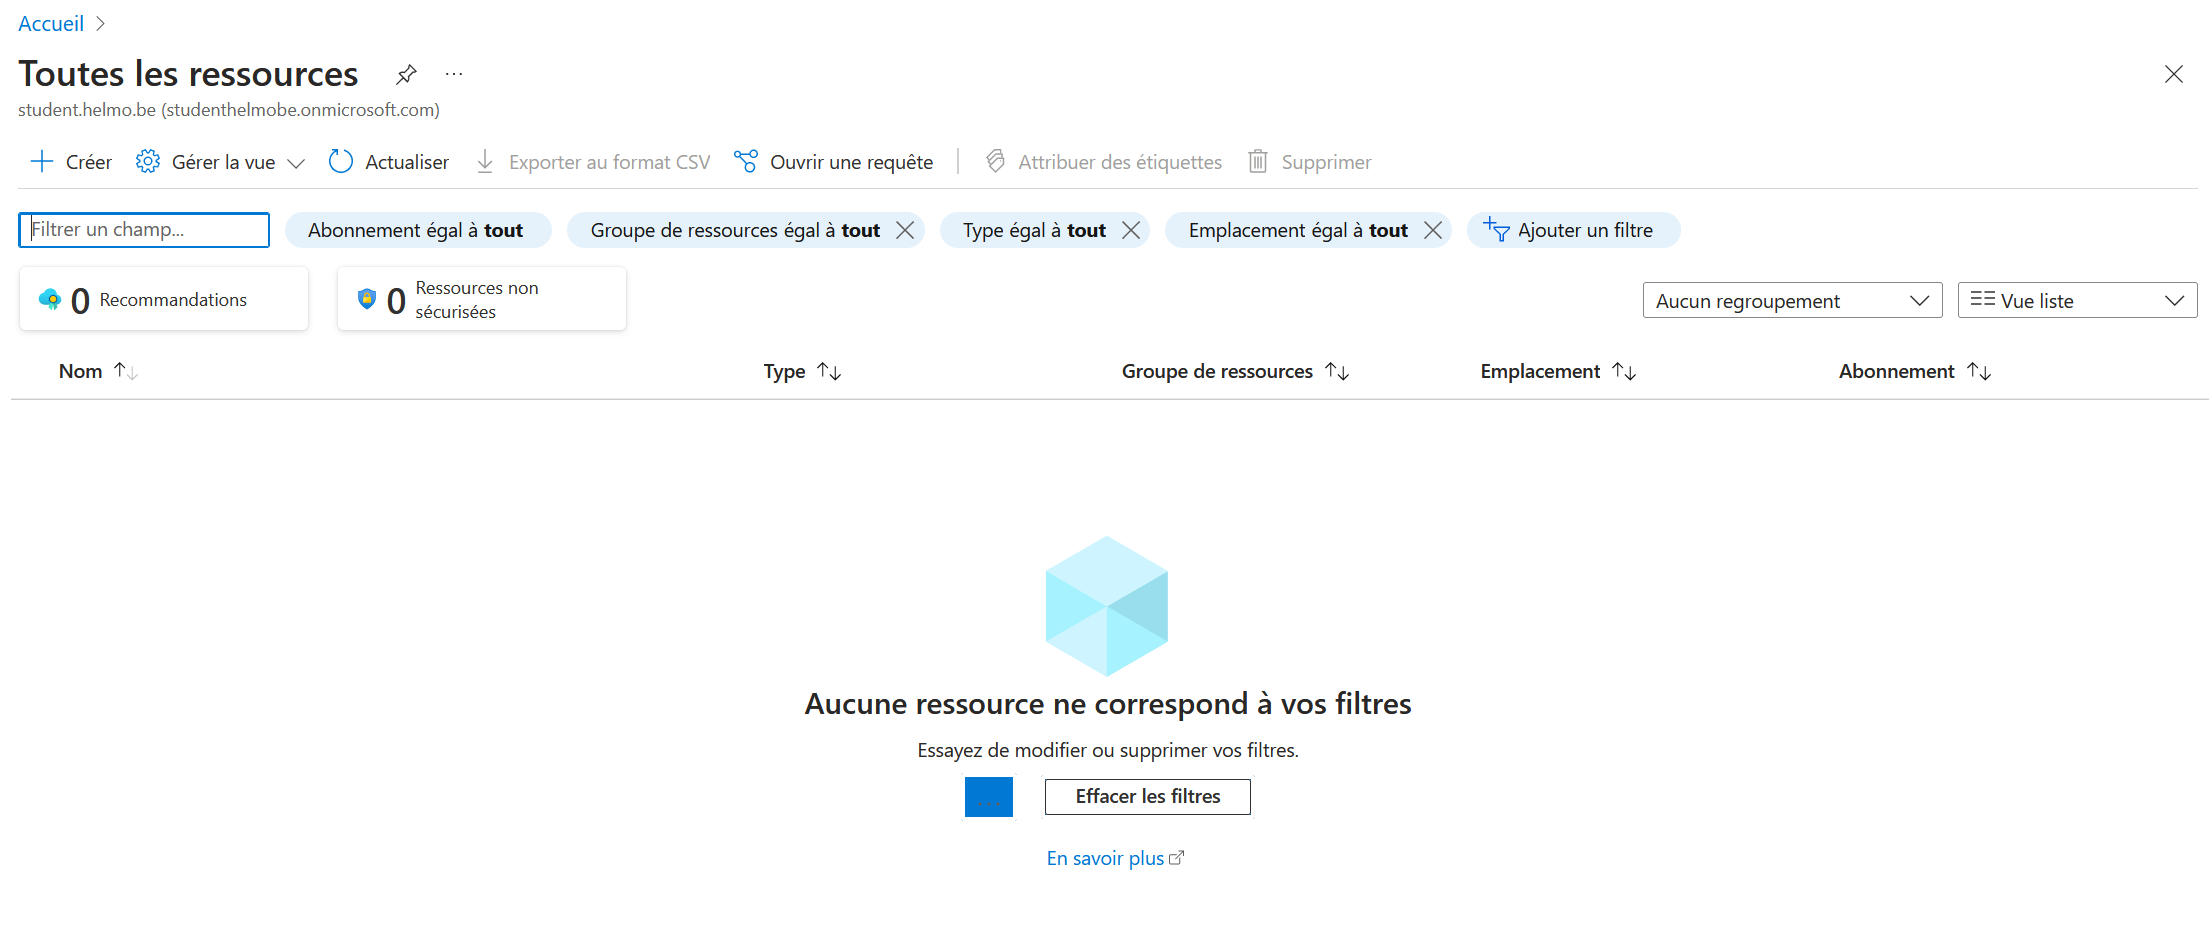 Accueil
Toutes les ressources
student.helmo.be (studenthelmobe.onmicrosoft.com)
Créer Gérer la vue Actualiser Exporter au format CSV Ouvrir une requête Attribuer des étiquettes Supprimer
Filtrer un champ... Abonnement égal à tout Groupe de ressources égal à tout Type égal à tout Emplacement égal à tout Ajouter un filtre
0 Recommandations
0 Ressources non
sécurisées
Aucun regroupement Vue liste
Nom Type Groupe de ressources Emplacement Abonnement
Aucune ressource ne correspond à vos filtres
Essayez de modifier ou supprimer vos filtres.
Effacer les filtres
En savoir plus